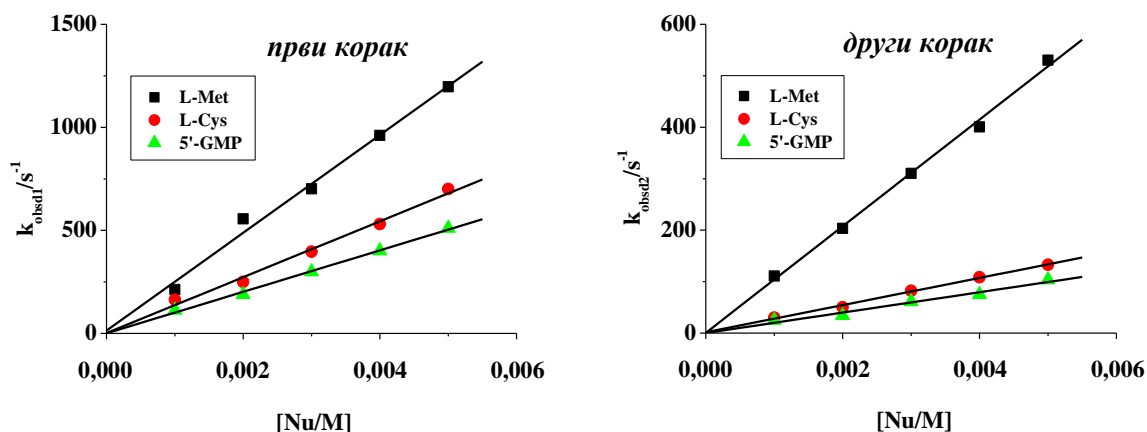 1500
први корак
L-Met
L-Cys
5'-GMP
1000
500
0
k_obsd1/s^-1
0,000 0,002 0,004 0,006
[Nu/M]
600
други корак
L-Met
L-Cys
5'-GMP
400
200
0
k_obsd2/s^-1
0,000 0,002 0,004 0,006
[Nu/M]